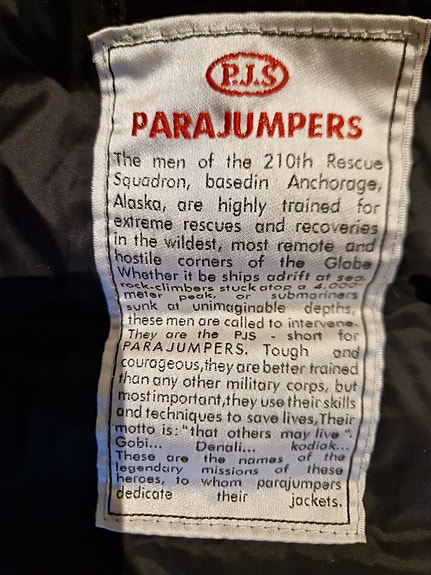 P.J.S
PARAJUMPERS
The men of the 210th Rescue
Squadron, basedin Anchorage,
Alaska, are highly trained for
extreme rescues and recoveries
in the wildest, most remote and
hostile corners of the Globe
Whether it be ships adrift at sea,
rock-climbers stuck atop a 4,000-
meter peak, or submariners
sunk at unimaginable depths,
these men are called to intervene.
They are the PJS - short for
PARAJUMPERS. Tough and
courageous,they are better trained
than any other military corps, but
most important,they use their skills
and techniques to save lives,Their
motto is:"that others may live".
Gobi... Denali... kodiak...
These are the names of the
legendary missions of these
heroes, to whom parajumpers
dedicate their jackets.